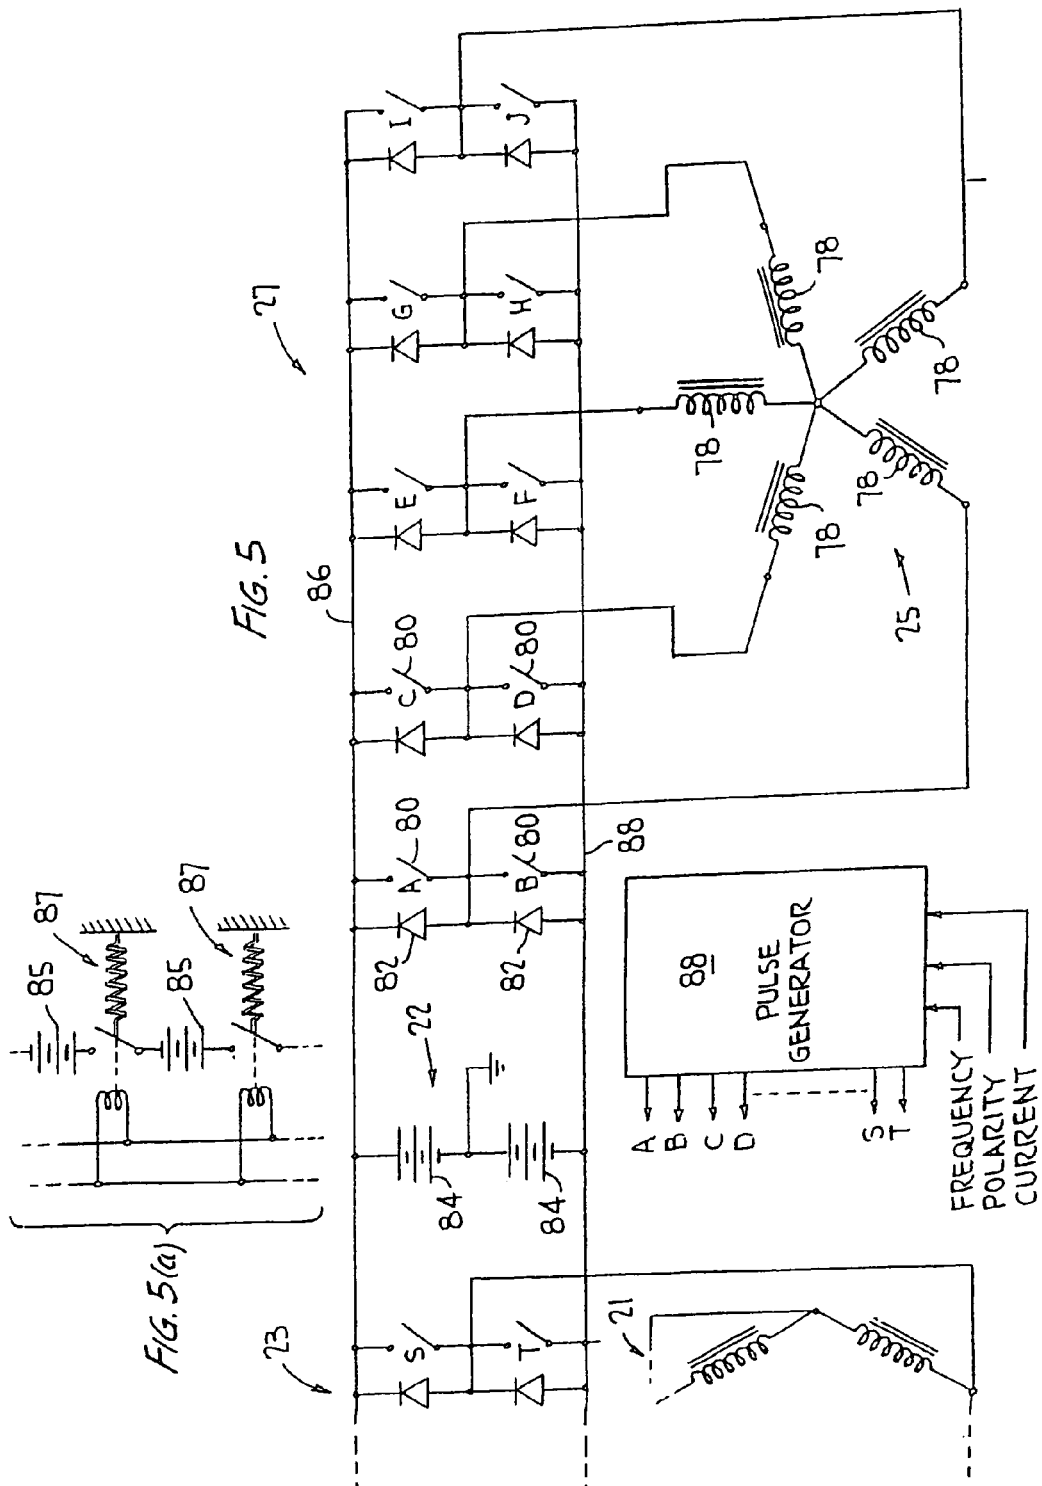 FIG. 5(a)
85
87
85
87
FIG. 5
23
27
86
S
T
22
84
84
A
80
82
B
80
82
C
80
D
80
E
F
G
H
I
J
88
21
A
B
C
D
S
T
88
PULSE
GENERATOR
FREQUENCY
POLARITY
CURRENT
25
78
78
78
78
78